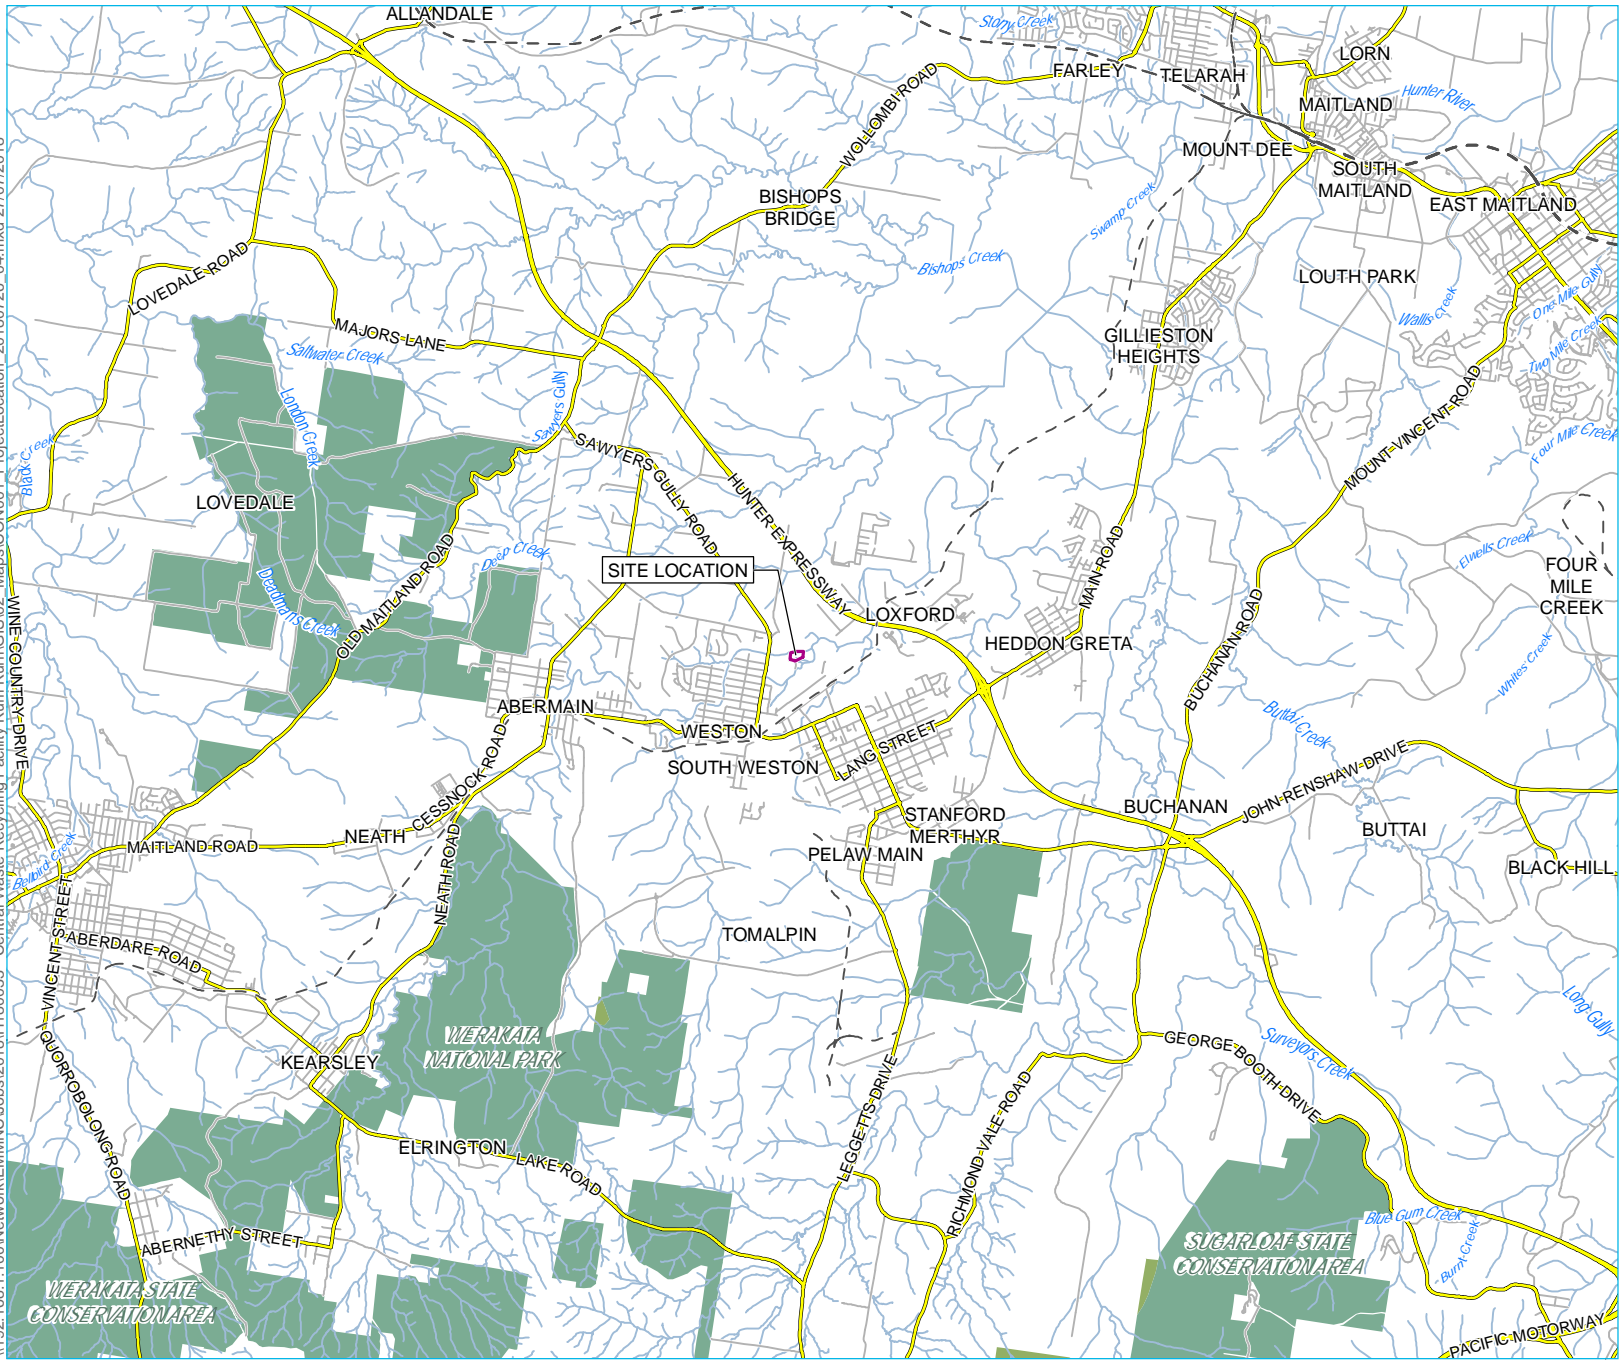 ALLANDALE
Stony Creek
LORN
FARLEY
TELARAH
Hunter River
MAITLAND
WOLLOMBI ROAD
MOUNT DEE
SOUTH
MAITLAND
BISHOPS
BRIDGE
Swamp Creek
EAST MAITLAND
LOVEDALE ROAD
Bishops Creek
LOUTH PARK
One Mile Gully
Wallis Creek
MAJORS LANE
Saltwater Creek
GILLIESTON
HEIGHTS
Two Mile Creek
London Creek
Sawyers Gully
Black Creek
SAWYERS GULLY ROAD
MOUNT VINCENT ROAD
Four Mile Creek
LOVEDALE
HUNTER EXPRESSWAY
Deep Creek
OLD MAITLAND ROAD
SITE LOCATION
MAIN ROAD
Elwells Creek
FOUR
MILE
CREEK
Deadmans Creek
LOXFORD
HEDDON GRETA
WINE COUNTRY DRIVE
BUCHANAN ROAD
Whites Creek
ABERMAIN
WESTON
Buttai Creek
LANG STREET
SOUTH WESTON
CESSNOCK ROAD
JOHN RENSHAW DRIVE
BUCHANAN
STANFORD
MERTHYR
NEATH
BUTTAI
MAITLAND ROAD
PELAW MAIN
BLACK HILL
Bellbird Creek
NEATH ROAD
VINCENT STREET
ABERDARE ROAD
TOMALPIN
Long Gully
WERAKATA
NATIONAL PARK
KEARSLEY
GEORGE BOOTH DRIVE
Surveyors Creek
QUORROBOLONG ROAD
LEGGETTS DRIVE
RICHMOND VALE ROAD
ELRINGTON
LAKE ROAD
Blue Gum Creek
ABERNETHY STREET
SUGARLOAF STATE
CONSERVATION AREA
Burnt Creek
WERAKATA STATE
CONSERVATION AREA
PACIFIC MOTORWAY